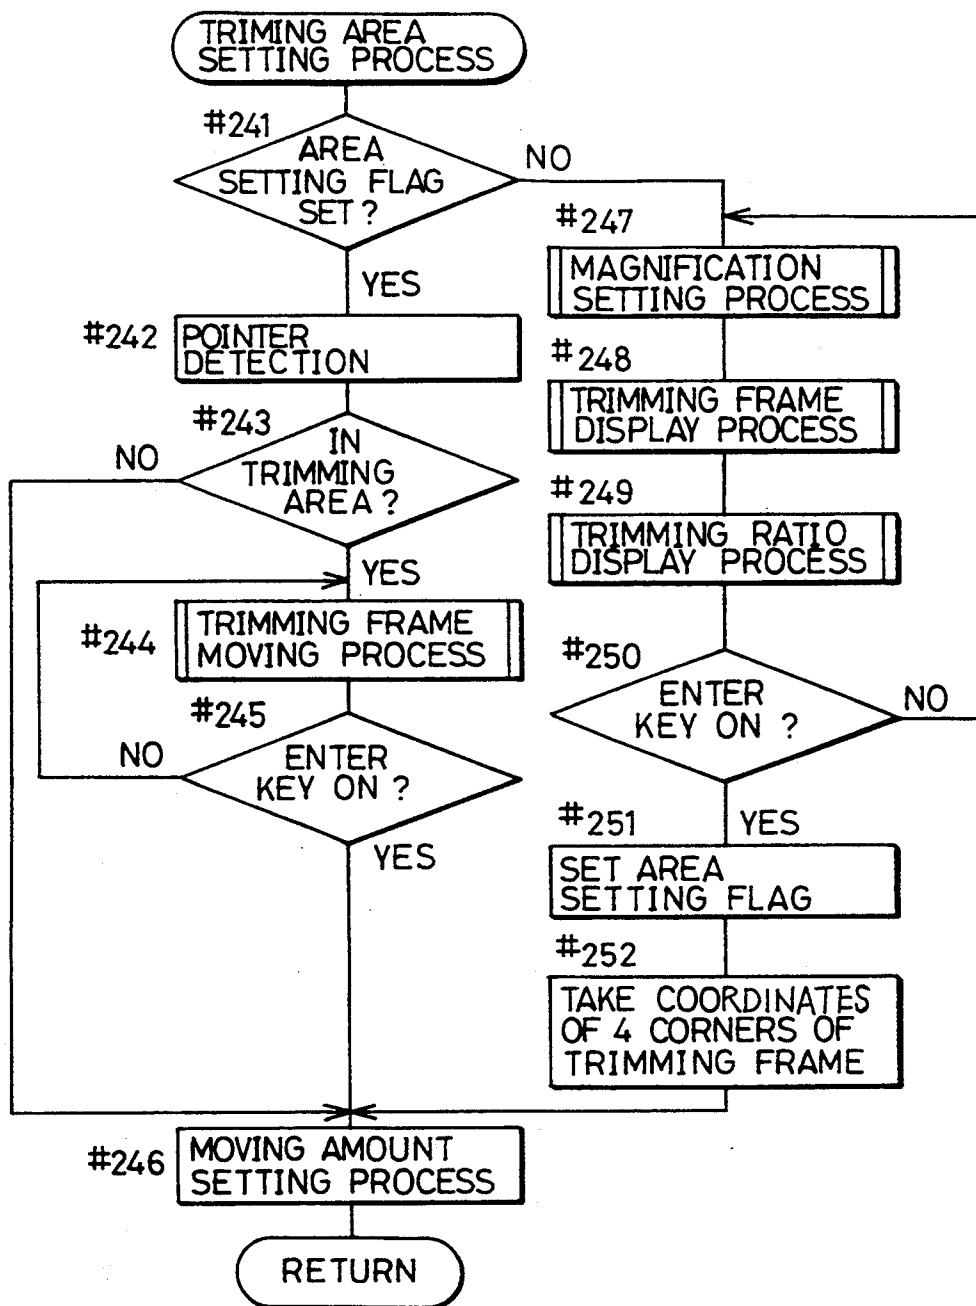 TRIMING AREA
SETTING PROCESS
#241
AREA
SETTING FLAG
SET?
NO
YES
#242
POINTER
DETECTION
#243
IN
TRIMMING
AREA?
NO
YES
#244
TRIMMING FRAME
MOVING PROCESS
#245
ENTER
KEY ON?
NO
YES
#247
MAGNIFICATION
SETTING PROCESS
#248
TRIMMING FRAME
DISPLAY PROCESS
#249
TRIMMING RATIO
DISPLAY PROCESS
#250
ENTER
KEY ON?
NO
YES
#251
SET AREA
SETTING FLAG
#252
TAKE COORDINATES
OF 4 CORNERS OF
TRIMMING FRAME
#246
MOVING AMOUNT
SETTING PROCESS
RETURN